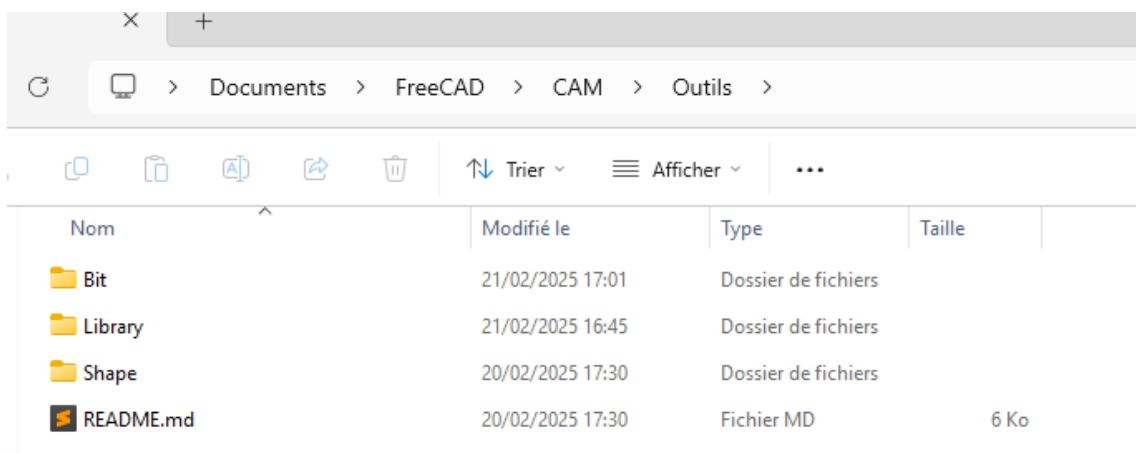 Documents > FreeCAD > CAM > Outils >
Trier Afficher ...
Nom Modifié le Type Taille
Bit 21/02/2025 17:01 Dossier de fichiers
Library 21/02/2025 16:45 Dossier de fichiers
Shape 20/02/2025 17:30 Dossier de fichiers
README.md 20/02/2025 17:30 Fichier MD 6 Ko